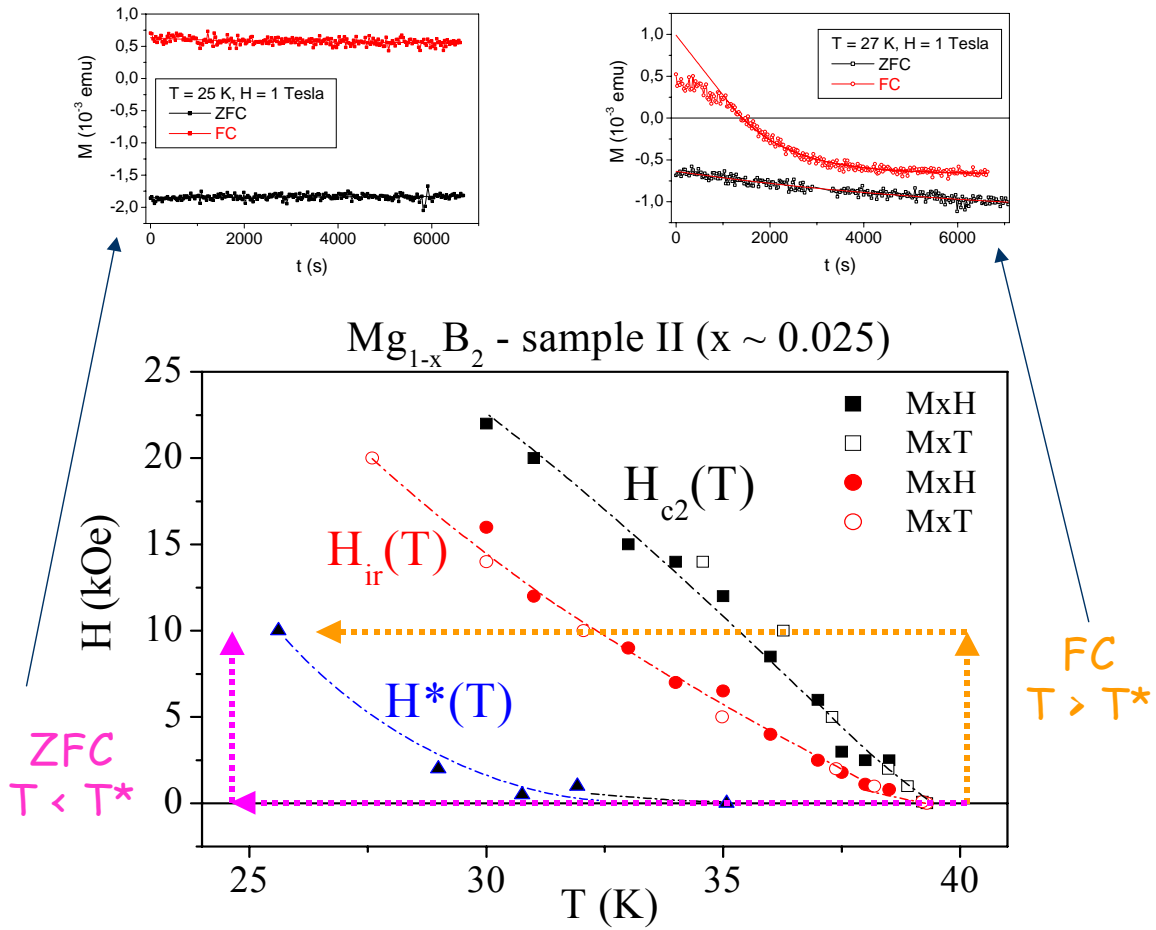 1,0
0,5
0,0
-0,5
-1,0
-1,5
-2,0
M (10⁻³ emu)
T = 25 K, H = 1 Tesla
ZFC
FC
0 2000 4000 6000
t (s)
1,0
0,5
0,0
-0,5
-1,0
M (10⁻³ emu)
T = 27 K, H = 1 Tesla
ZFC
FC
0 2000 4000 6000
t (s)
Mg₁₋ₓB₂ - sample II (x ~ 0.025)
25
20
15
10
5
0
H (kOe)
MxH
MxT
MxH
MxT
H_c2(T)
H_ir(T)
H*(T)
ZFC
T < T*
FC
T > T*
25 30 35 40
T (K)